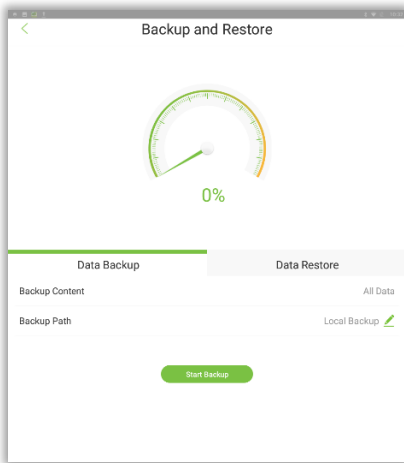 Backup and Restore
0%
Data Backup Data Restore
Backup Content All Data
Backup Path Local Backup
Start Backup